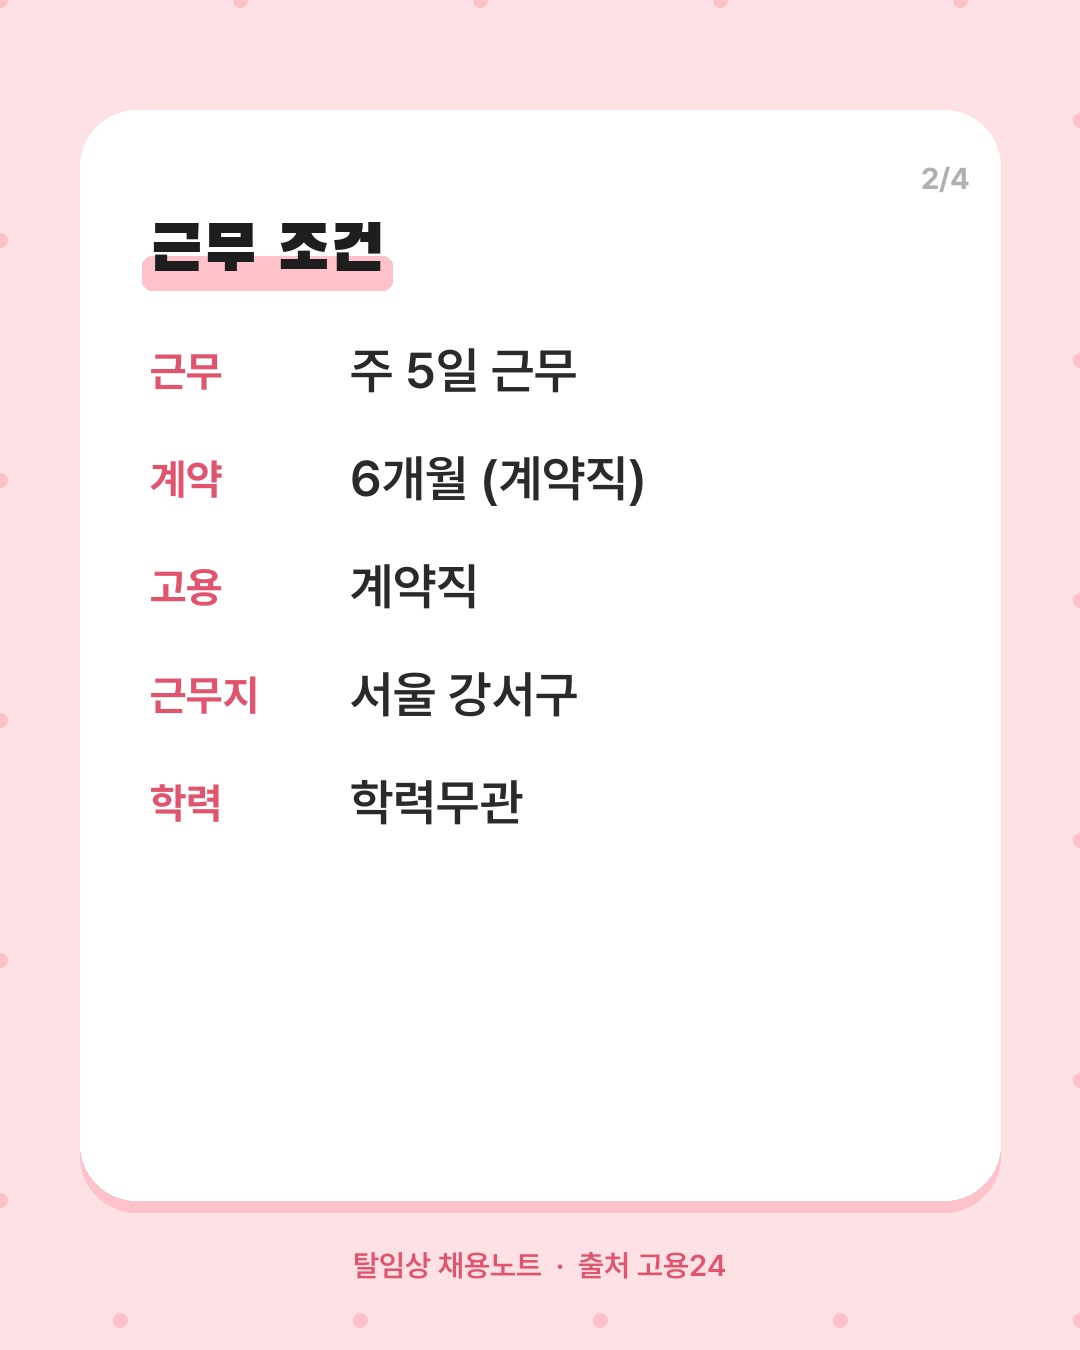 2/4
근무 조건
근무 주 5일 근무
계약 6개월 (계약직)
고용 계약직
근무지 서울 강서구
학력 학력무관
탈임상 채용노트 · 출처 고용24